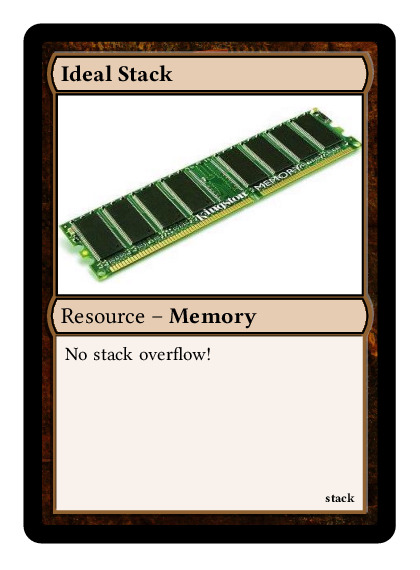 Ideal Stack
Kingston MEMORY
Resource – Memory
No stack overflow!
stack